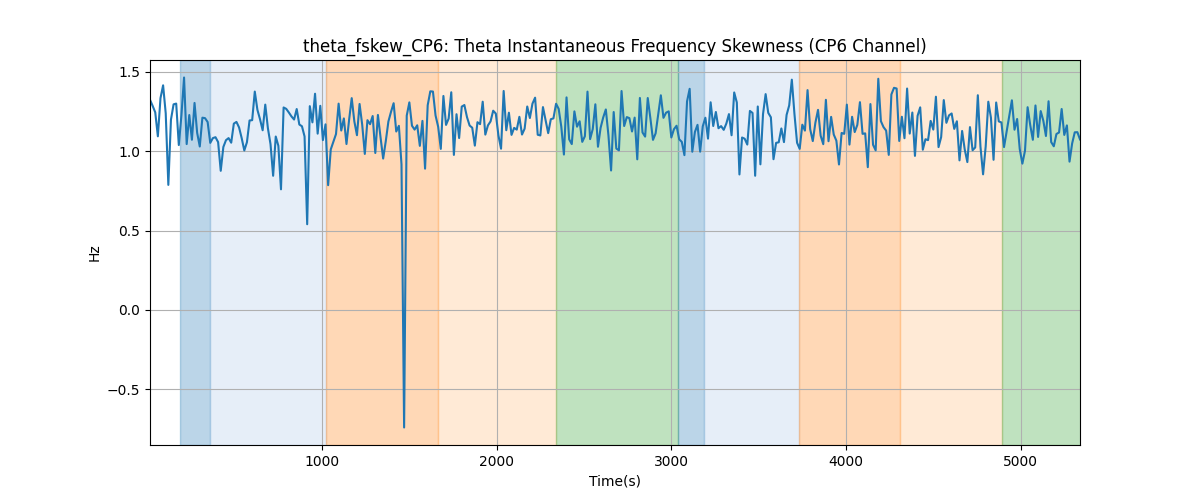 theta_fskew_CP6: Theta Instantaneous Frequency Skewness (CP6 Channel)
1.5
1.0
0.5
0.0
−0.5
Hz
1000 2000 3000 4000 5000
Time(s)